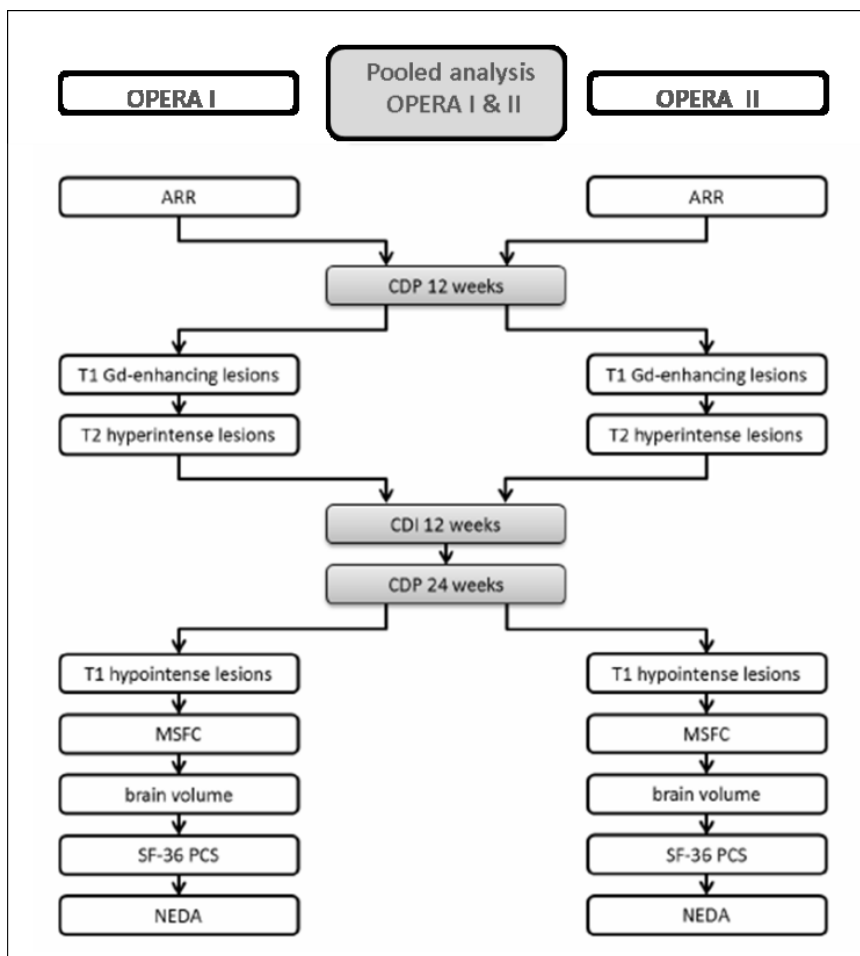 OPERA I
Pooled analysis
OPERA I & II
OPERA II
ARR
ARR
CDP 12 weeks
T1 Gd-enhancing lesions
T1 Gd-enhancing lesions
T2 hyperintense lesions
T2 hyperintense lesions
CDI 12 weeks
CDP 24 weeks
T1 hypointense lesions
T1 hypointense lesions
MSFC
MSFC
brain volume
brain volume
SF-36 PCS
SF-36 PCS
NEDA
NEDA